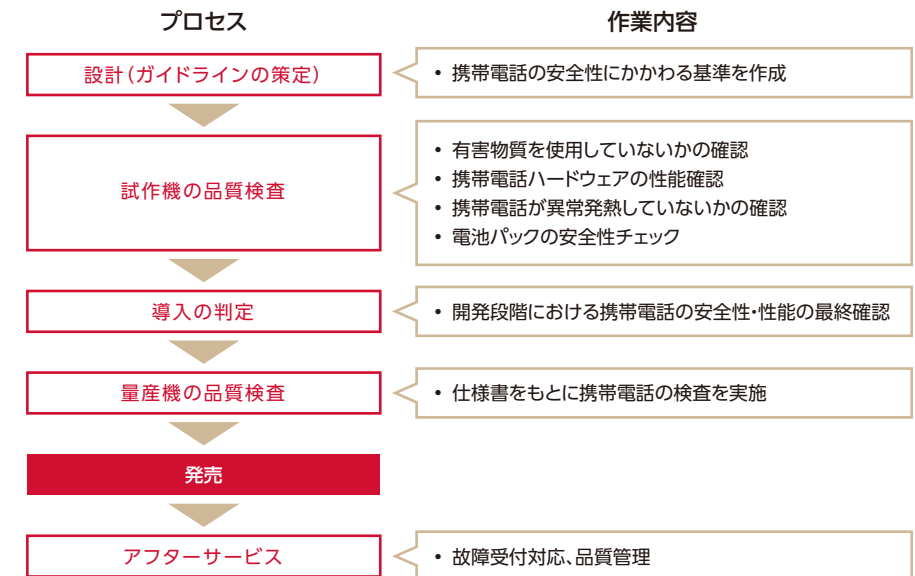 プロセス
作業内容
設計(ガイドラインの策定)
• 携帯電話の安全性にかかわる基準を作成
試作機の品質検査
• 有害物質を使用していないかの確認
• 携帯電話ハードウェアの性能確認
• 携帯電話が異常発熱していないかの確認
• 電池パックの安全性チェック
導入の判定
• 開発段階における携帯電話の安全性・性能の最終確認
量産機の品質検査
• 仕様書をもとに携帯電話の検査を実施
発売
アフターサービス
• 故障受付対応、品質管理